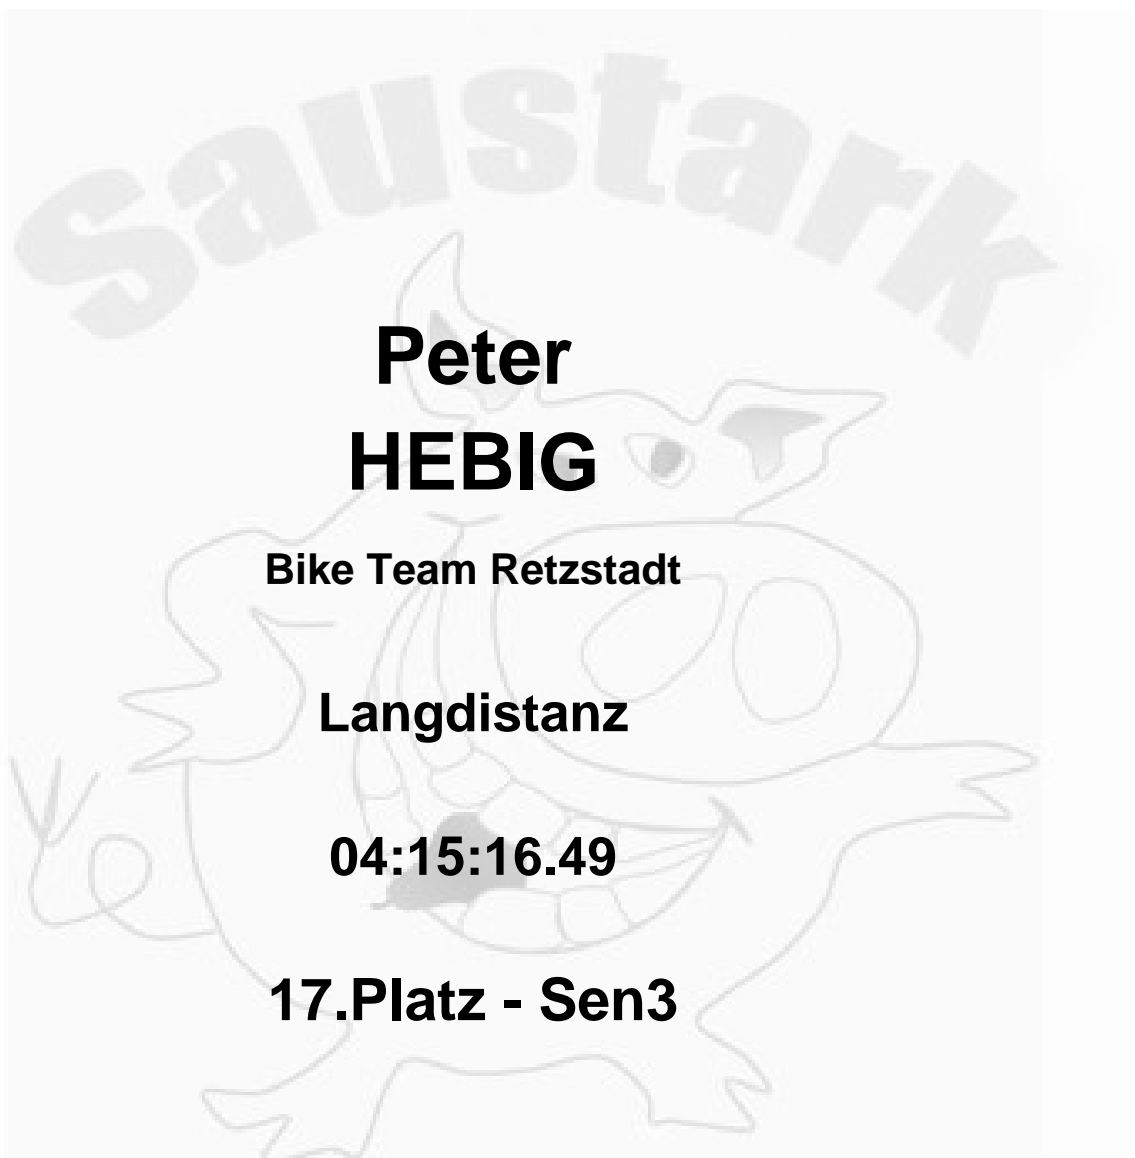 Saustark
Peter
HEBIG
Bike Team Retzstadt
Langdistanz
04:15:16.49
17.Platz - Sen3